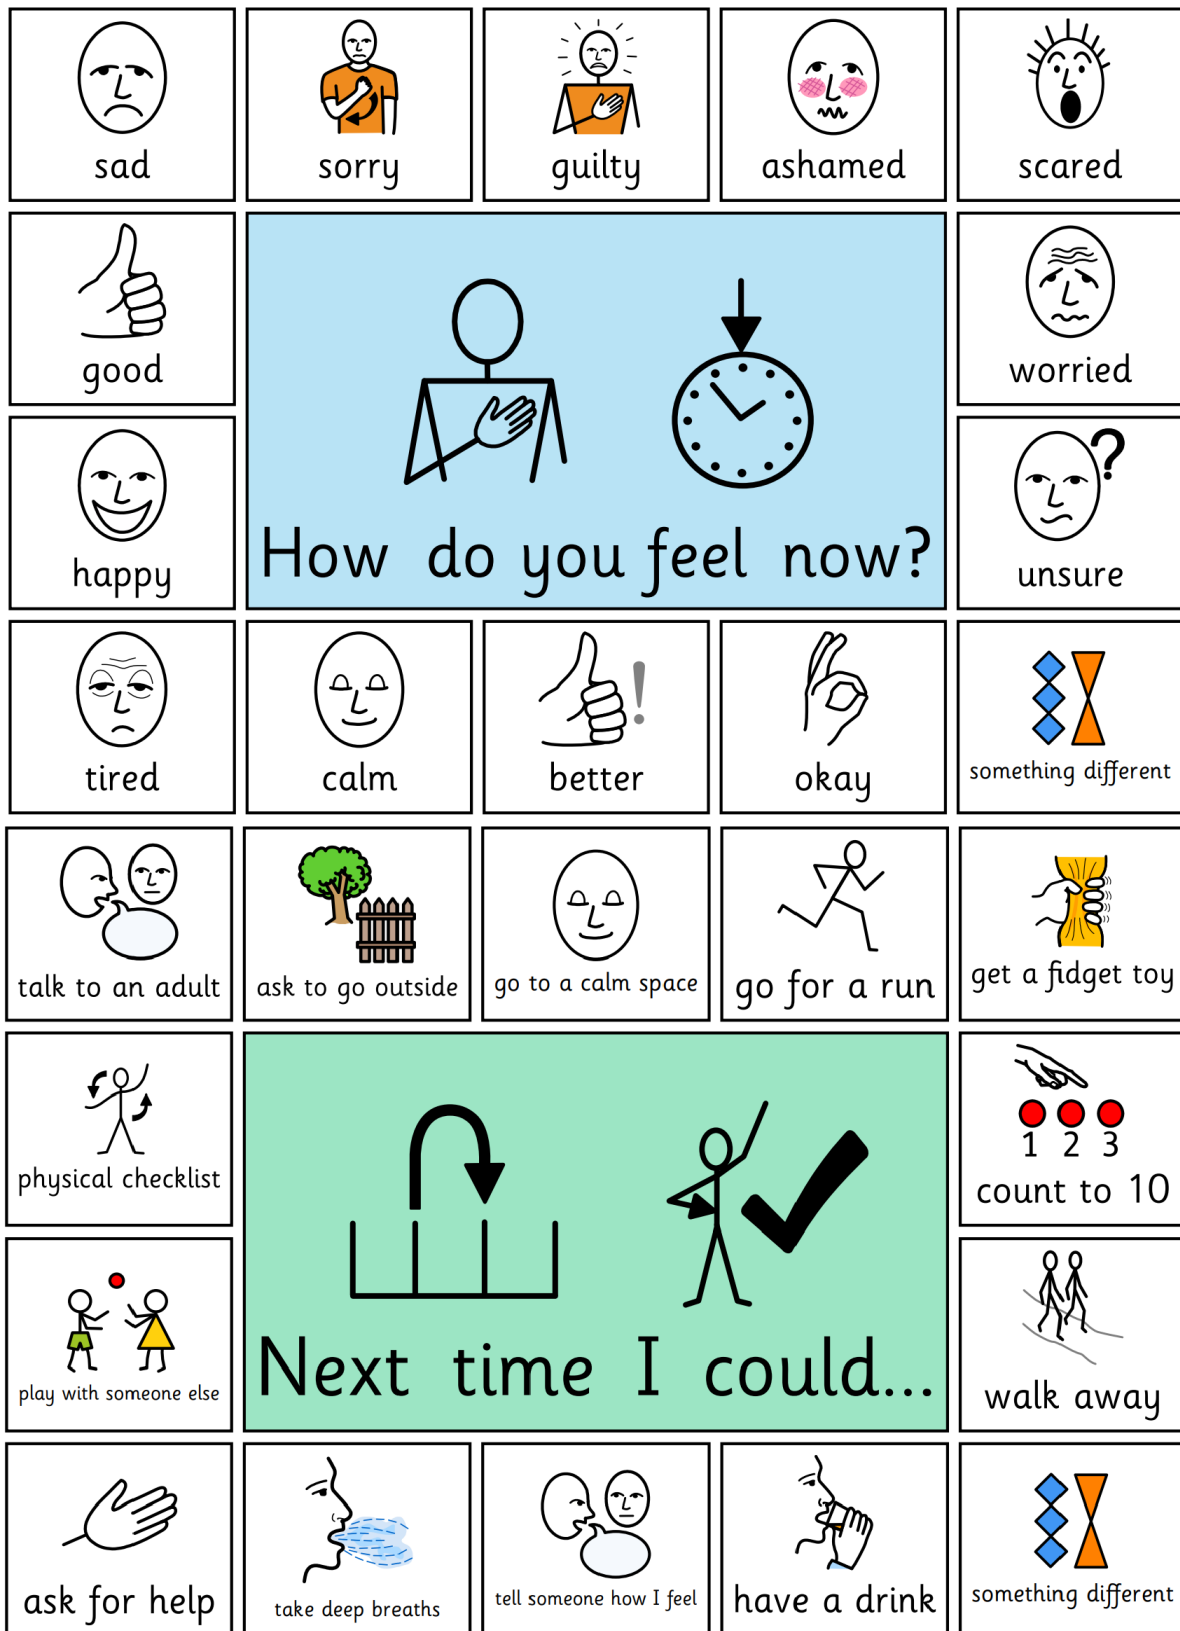 sad
sorry
guilty
ashamed
scared
good
worried
How do you feel now?
happy
unsure
tired
calm
better
okay
something different
talk to an adult
ask to go outside
go to a calm space
go for a run
get a fidget toy
physical checklist
1 2 3
count to 10
Next time I could...
play with someone else
walk away
ask for help
take deep breaths
tell someone how I feel
have a drink
something different